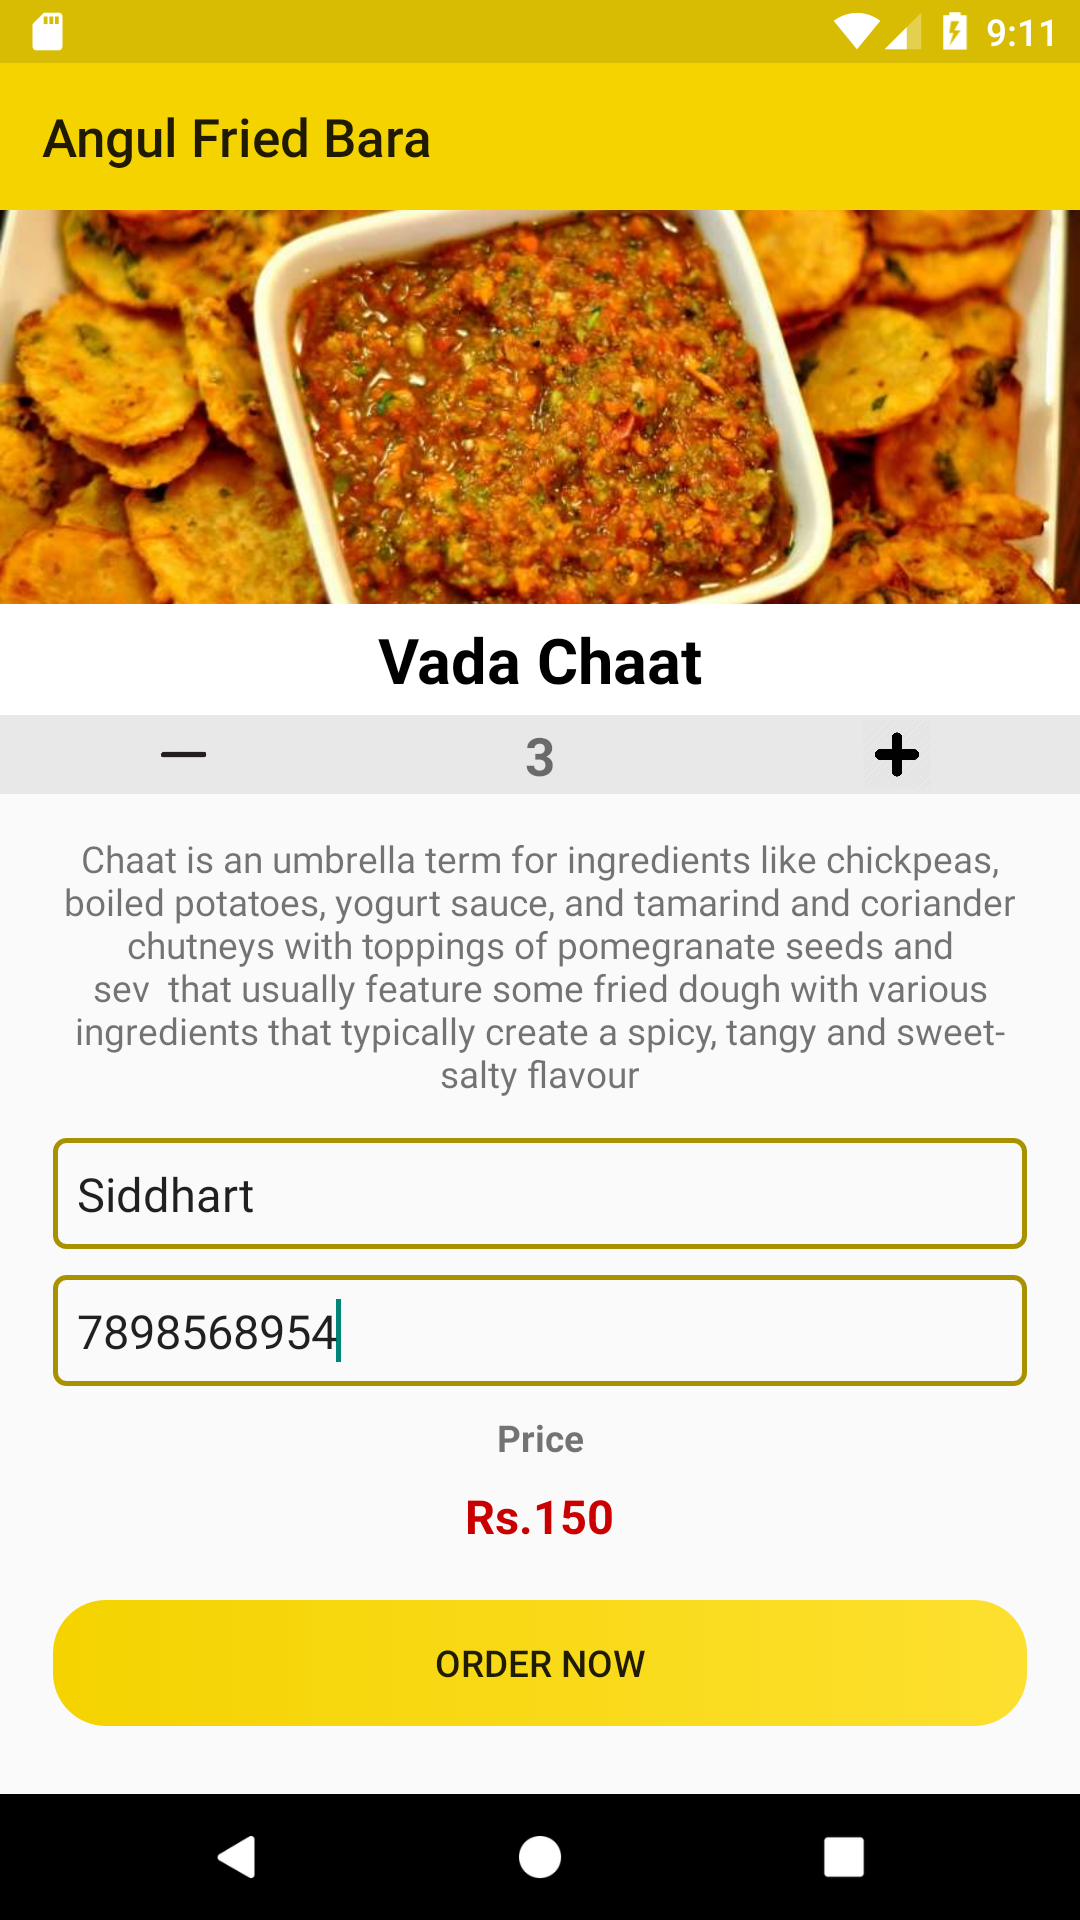 9:11
Angul Fried Bara
Vada Chaat
3
Chaat is an umbrella term for ingredients like chickpeas,
boiled potatoes, yogurt sauce, and tamarind and coriander
chutneys with toppings of pomegranate seeds and
sev  that usually feature some fried dough with various
ingredients that typically create a spicy, tangy and sweet-
salty flavour
Siddhart
7898568954
Price
Rs.150
ORDER NOW